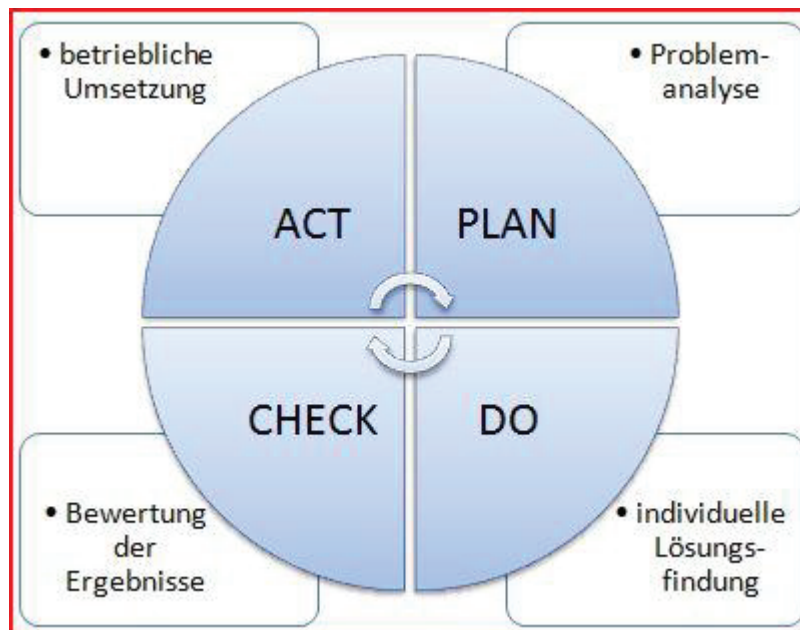 • betriebliche
Umsetzung
• Problem-
analyse
ACT
PLAN
CHECK
DO
• Bewertung
der
Ergebnisse
• individuelle
Lösungs-
findung